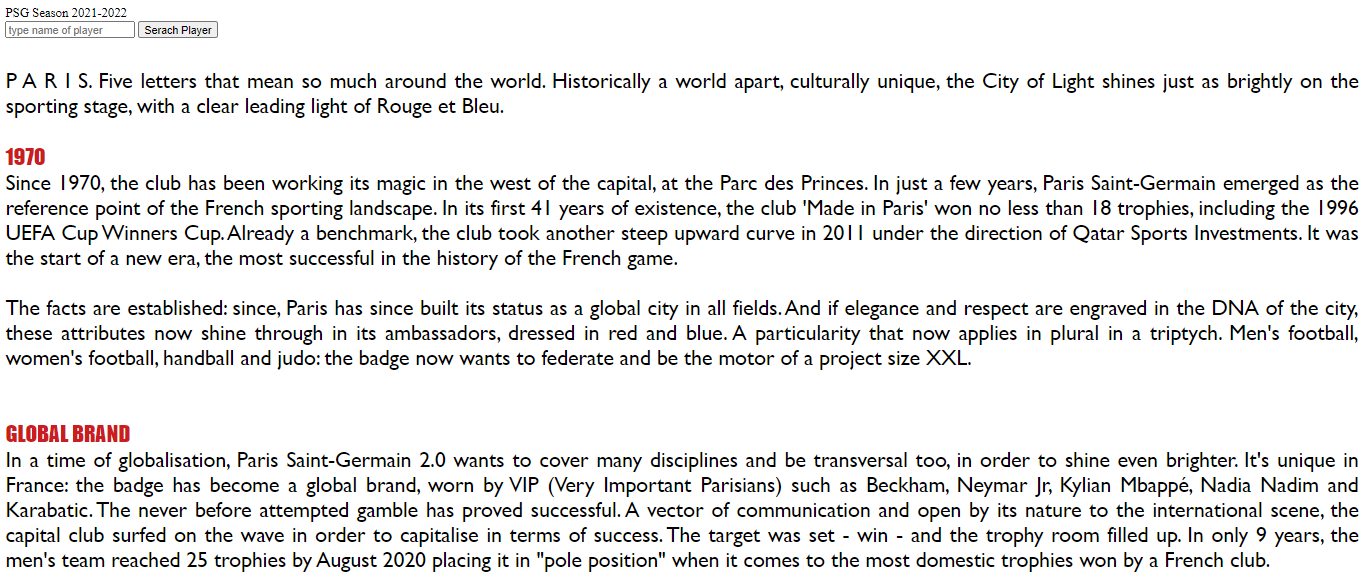 PSG Season 2021-2022
type name of player Serach Player
P A R I S. Five letters that mean so much around the world. Historically a world apart, culturally unique, the City of Light shines just as brightly on the
sporting stage, with a clear leading light of Rouge et Bleu.
1970
Since 1970, the club has been working its magic in the west of the capital, at the Parc des Princes. In just a few years, Paris Saint-Germain emerged as the
reference point of the French sporting landscape. In its first 41 years of existence, the club 'Made in Paris' won no less than 18 trophies, including the 1996
UEFA Cup Winners Cup. Already a benchmark, the club took another steep upward curve in 2011 under the direction of Qatar Sports Investments. It was
the start of a new era, the most successful in the history of the French game.
The facts are established: since, Paris has since built its status as a global city in all fields. And if elegance and respect are engraved in the DNA of the city,
these attributes now shine through in its ambassadors, dressed in red and blue. A particularity that now applies in plural in a triptych. Men's football,
women's football, handball and judo: the badge now wants to federate and be the motor of a project size XXL.
GLOBAL BRAND
In a time of globalisation, Paris Saint-Germain 2.0 wants to cover many disciplines and be transversal too, in order to shine even brighter. It's unique in
France: the badge has become a global brand, worn by VIP (Very Important Parisians) such as Beckham, Neymar Jr, Kylian Mbappé, Nadia Nadim and
Karabatic. The never before attempted gamble has proved successful. A vector of communication and open by its nature to the international scene, the
capital club surfed on the wave in order to capitalise in terms of success. The target was set - win - and the trophy room filled up. In only 9 years, the
men's team reached 25 trophies by August 2020 placing it in "pole position" when it comes to the most domestic trophies won by a French club.